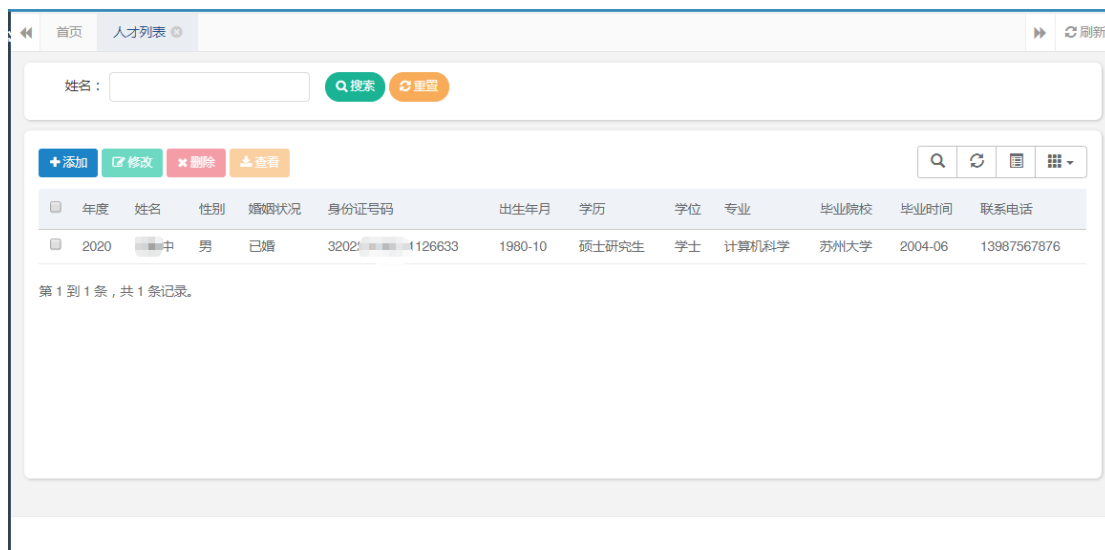 首页 人才列表 刷新
姓名： 搜索 重置
添加 修改 删除 查看
年度 姓名 性别 婚姻状况 身份证号码 出生年月 学历 学位 专业 毕业院校 毕业时间 联系电话
2020 中 男 已婚 3202 1126633 1980-10 硕士研究生 学士 计算机科学 苏州大学 2004-06 13987567876
第 1 到 1 条，共 1 条记录。